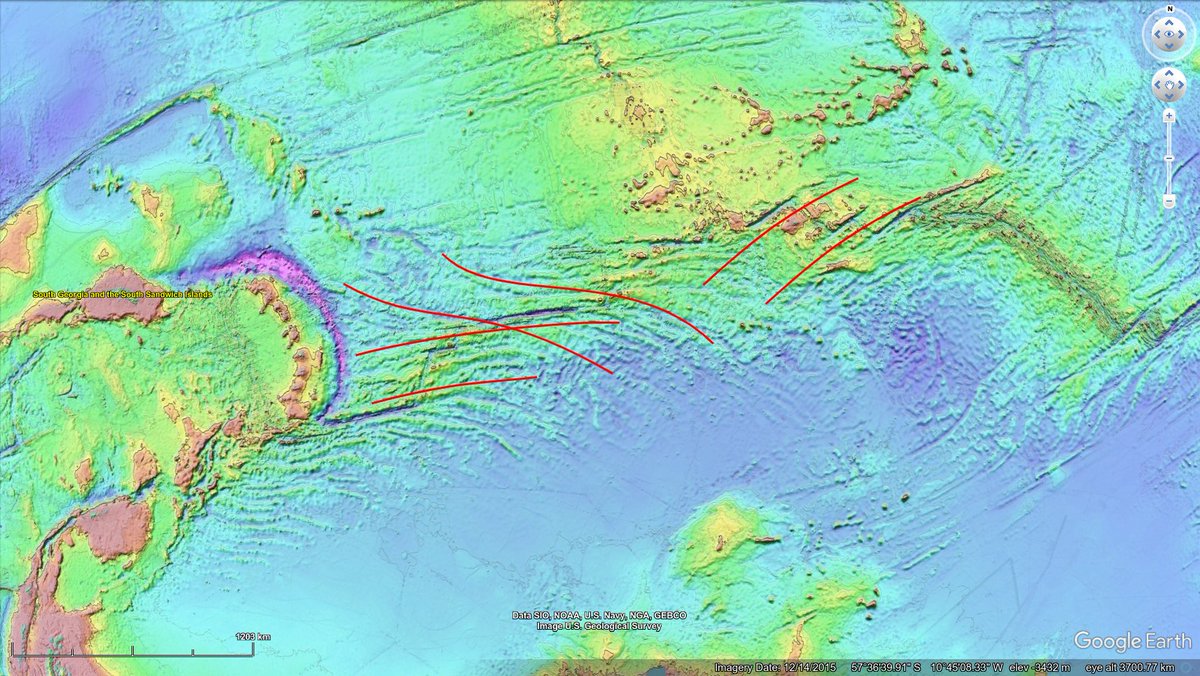 N
South Georgia and the South Sandwich Islands
Data SIO, NOAA, U.S. Navy, NGA, GEBCO
Image U.S. Geological Survey
1203 km
Google Earth
Imagery Date: 12/14/2015 57°36'39.91" S 10°45'08.33" W elev -3432 m eye alt 3700.77 km